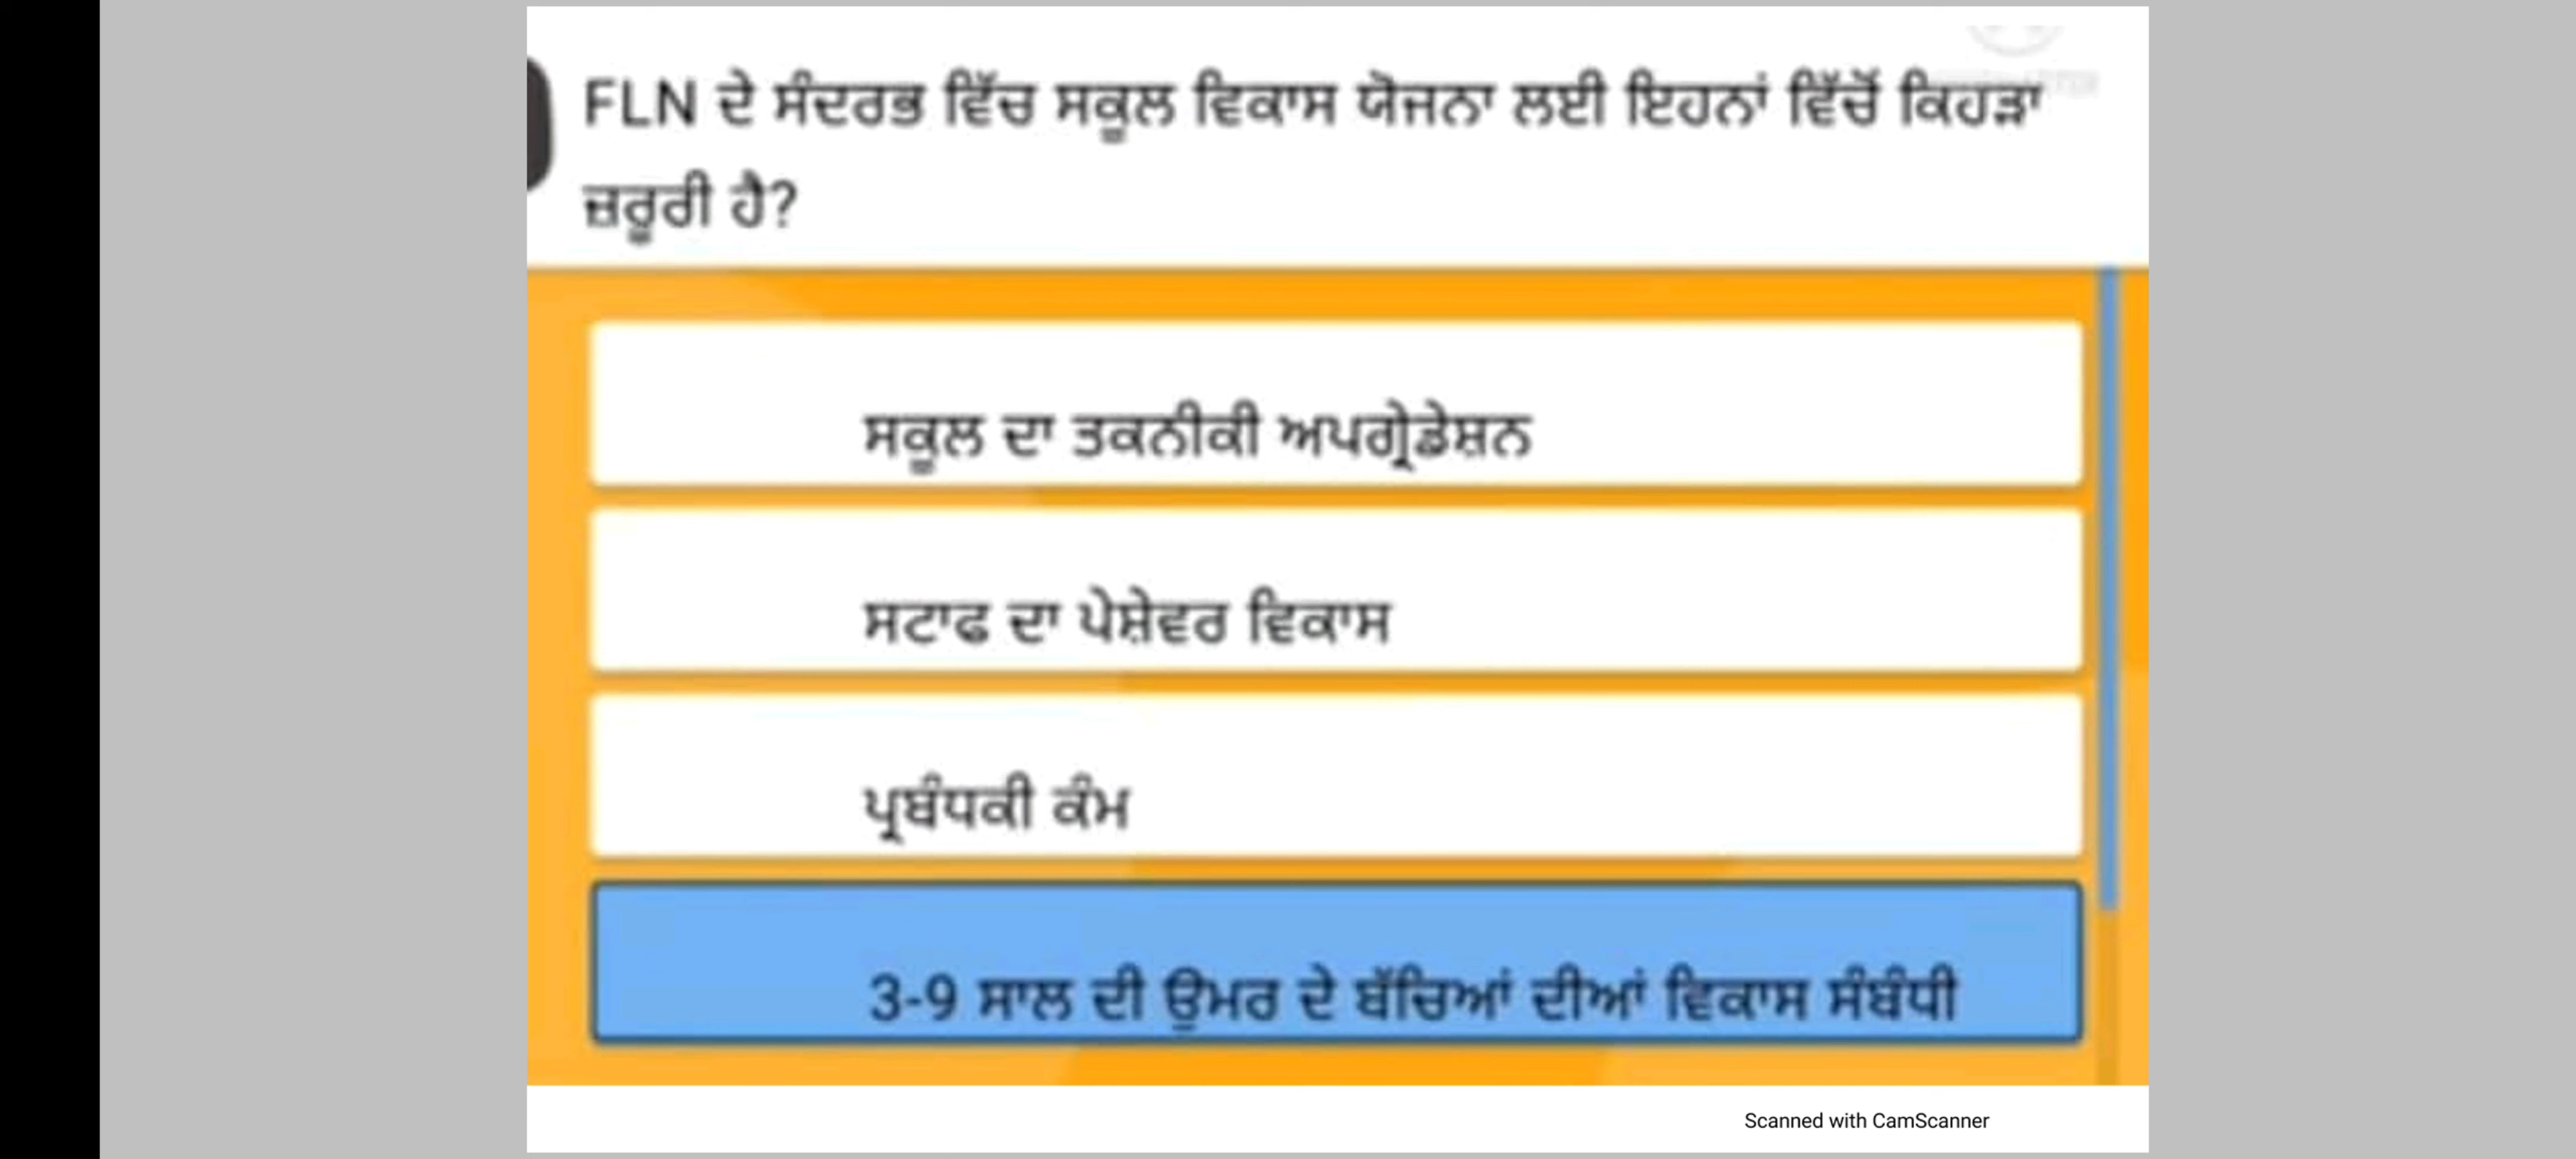 FLN ਦੇ ਸੰਦਰਭ ਵਿੱਚ ਸਕੂਲ ਵਿਕਾਸ ਯੋਜਨਾ ਲਈ ਇਹਨਾਂ ਵਿੱਚੋਂ ਕਿਹੜਾ
ਜ਼ਰੂਰੀ ਹੈ?
ਸਕੂਲ ਦਾ ਤਕਨੀਕੀ ਅਪਗ੍ਰੇਡੇਸ਼ਨ
ਸਟਾਫ ਦਾ ਪੇਸ਼ੇਵਰ ਵਿਕਾਸ
ਪ੍ਰਬੰਧਕੀ ਕੰਮ
3-9 ਸਾਲ ਦੀ ਉਮਰ ਦੇ ਬੱਚਿਆਂ ਦੀਆਂ ਵਿਕਾਸ ਸੰਬੰਧੀ
Scanned with CamScanner